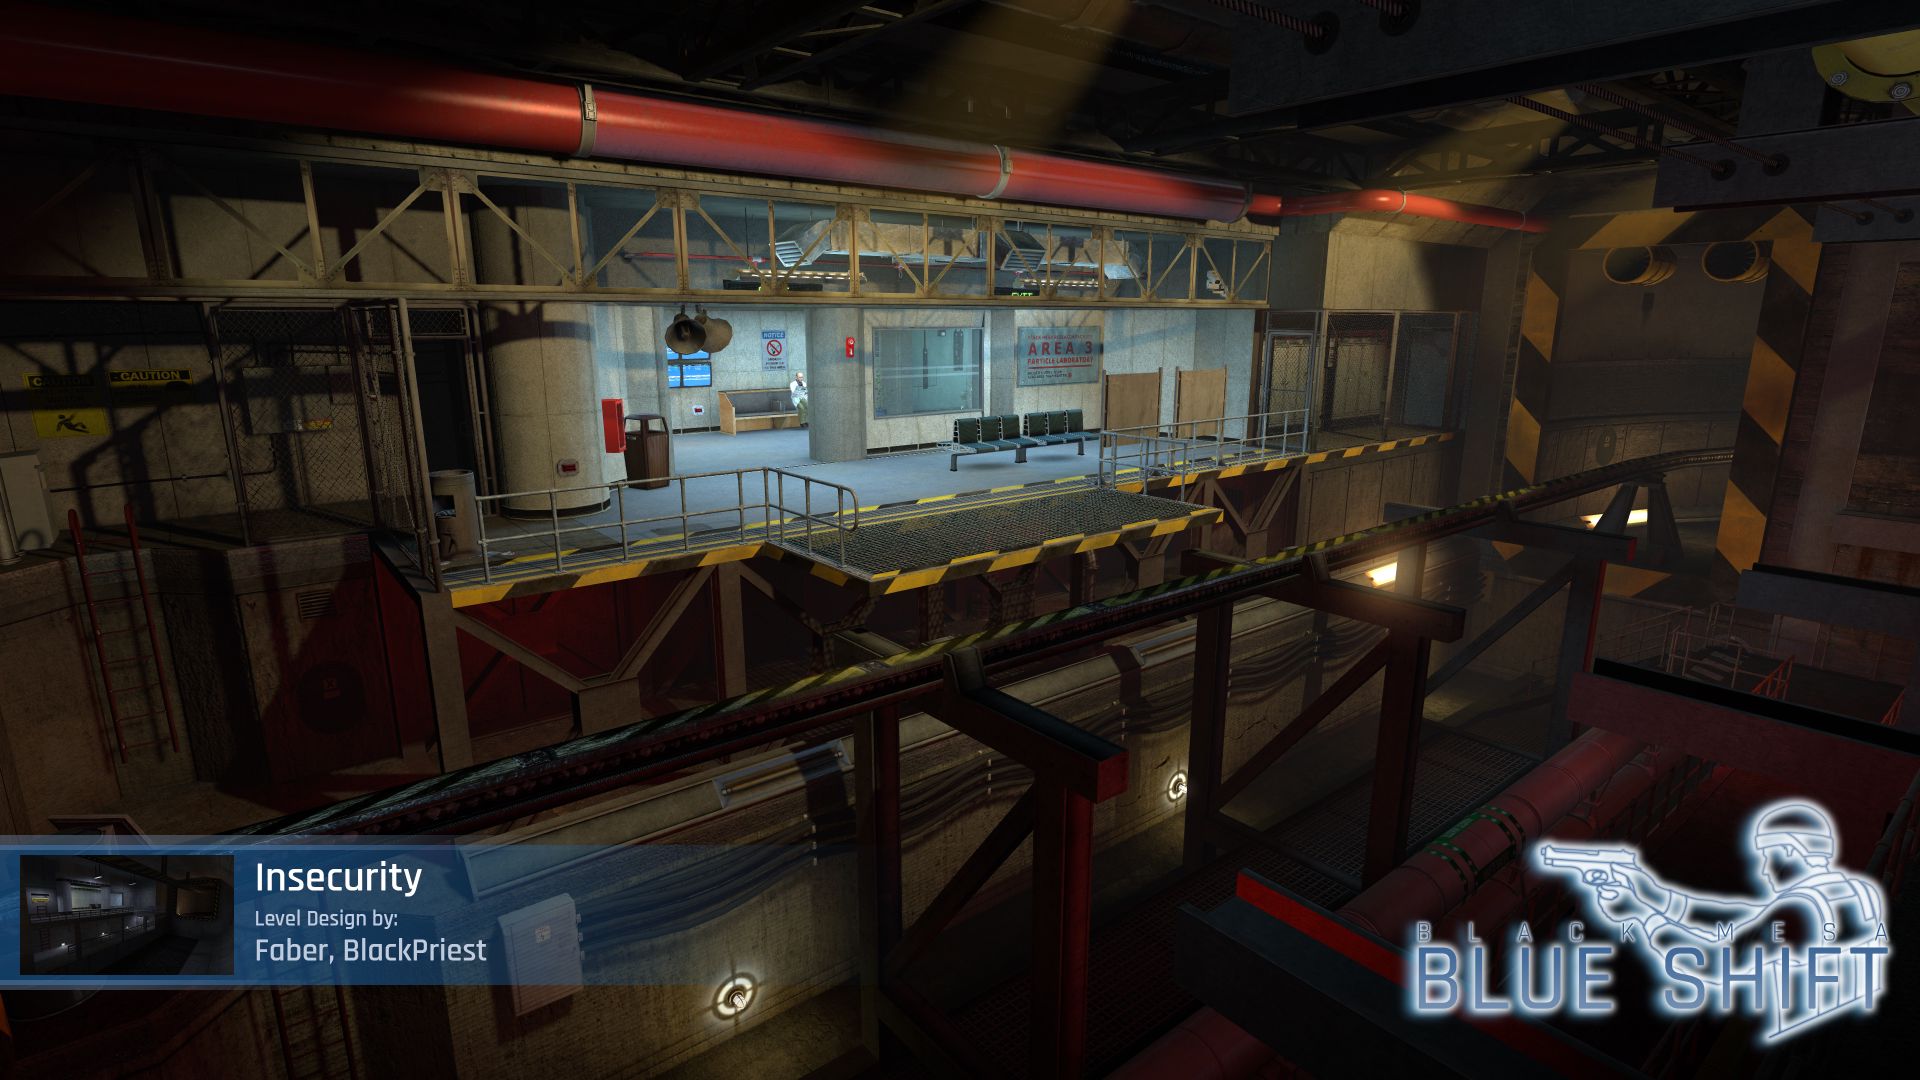 EXIT
NOTICE
CAUTION
CAUTION
AREA 3
PARTICLE LABORATORY
Insecurity
Level Design by:
Faber, BlackPriest
BLACK MESA
BLUE SHIFT